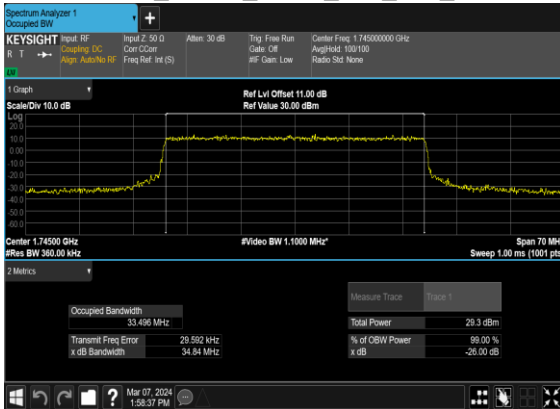 Spectrum Analyzer 1
Occupied BW
+
KEYSIGHT Input: RF Input Z: 50 Ω Atten: 30 dB Trig: Free Run Center Freq: 1.745000000 GHz
R T Coupling: DC Corr CCorr Gate: Off Avg|Hold: 100/100
Align: Auto/No RF Freq Ref: Int (S) #IF Gain: Low Radio Std: None
LW
1 Graph
Ref Lvl Offset 11.00 dB
Scale/Div 10.0 dB Ref Value 30.00 dBm
Log
20.0
10.0
0.00
-10.0
-20.0
-30.0
-40.0
-50.0
-60.0
Center 1.74500 GHz #Video BW 1.1000 MHz* Span 70 MH
#Res BW 360.00 kHz Sweep 1.00 ms (1001 pts
2 Metrics
Measure Trace Trace 1
Occupied Bandwidth
33.496 MHz Total Power 29.3 dBm
Transmit Freq Error 29.592 kHz % of OBW Power 99.00 %
x dB Bandwidth 34.84 MHz x dB -26.00 dB
? Mar 07, 2024
1:58:37 PM